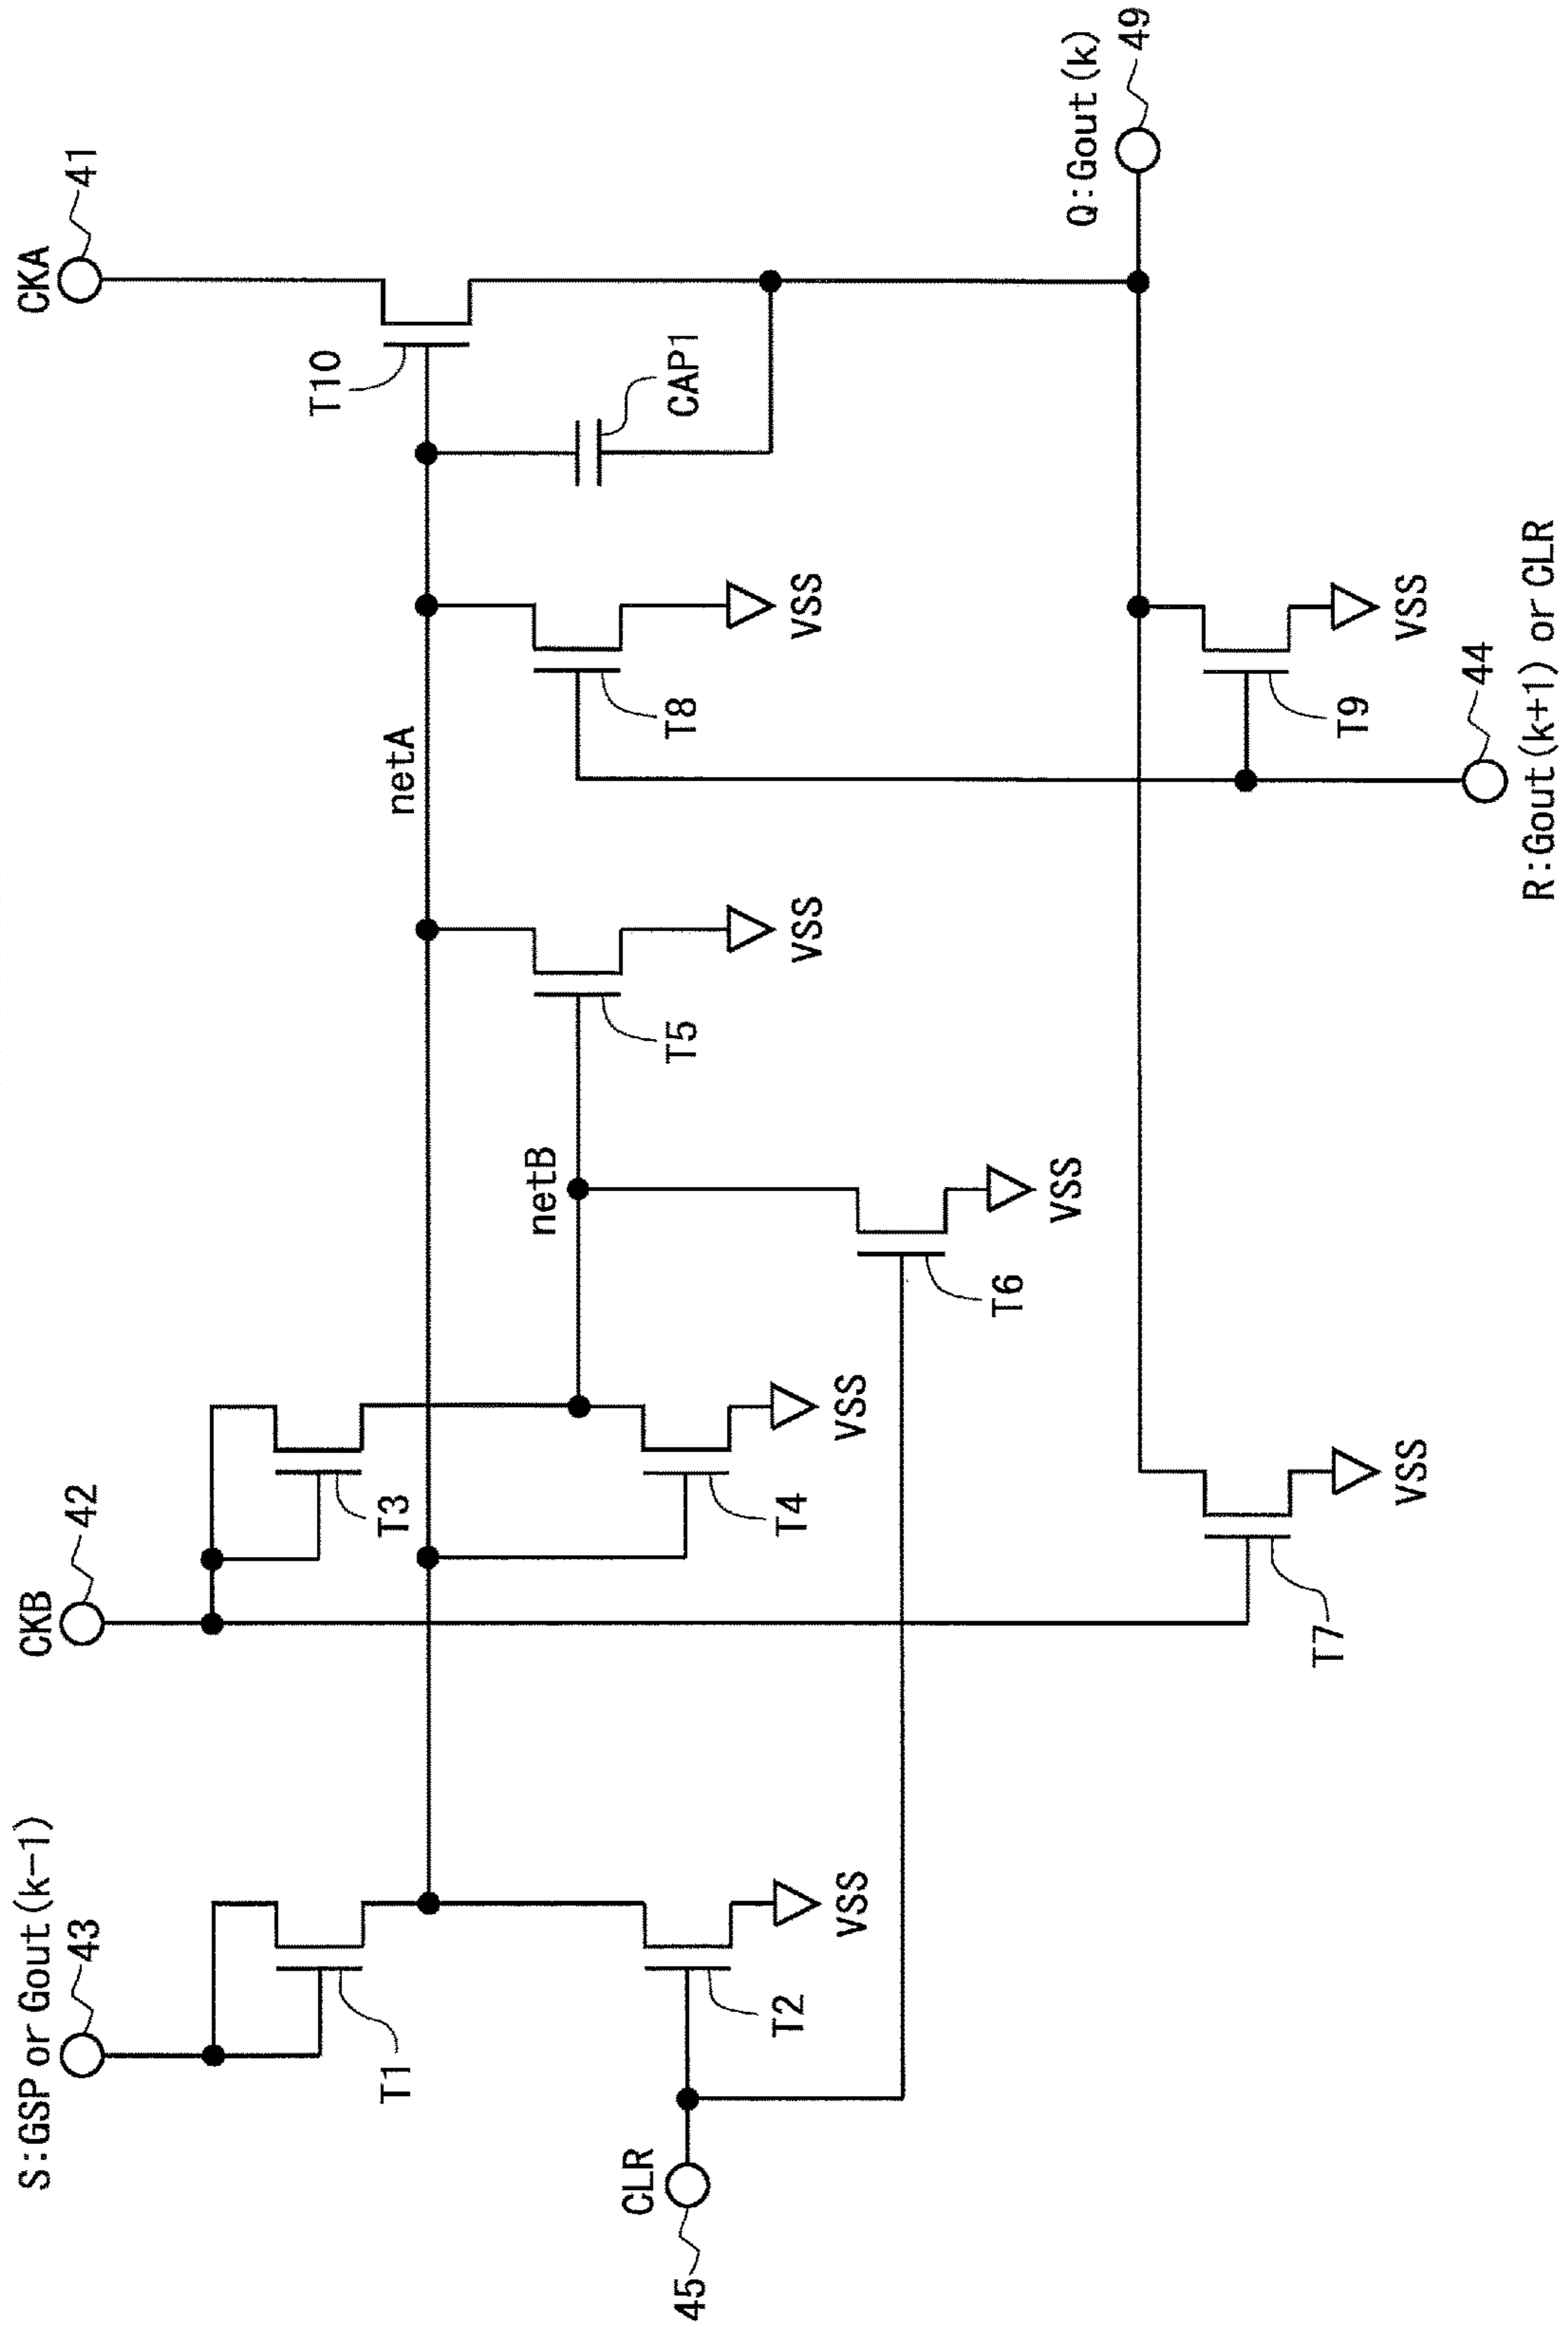 S:GSP or Gout(k-1)
43
CKB
42
CKA
41
T1
T3
T10
netA
CAP1
netB
CLR
45
T2
VSS
T4
VSS
T5
VSS
T8
VSS
T6
VSS
Q:Gout(k)
49
T7
VSS
T9
VSS
44
R:Gout(k+1) or CLR